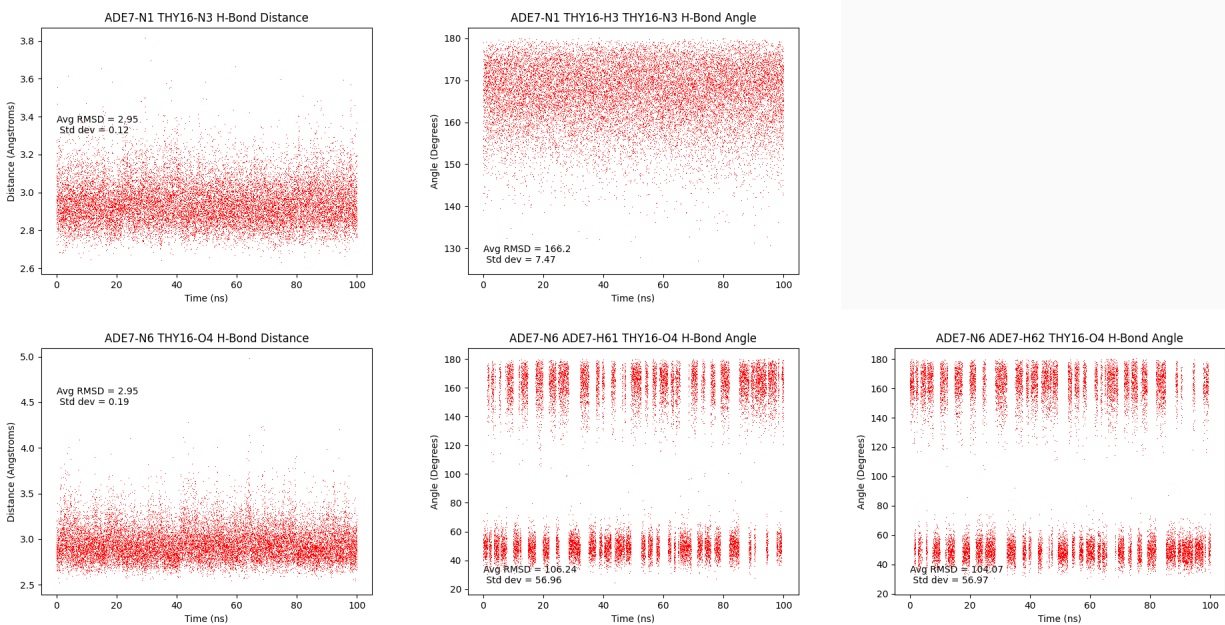 ADE7-N1 THY16-N3 H-Bond Distance
3.8
3.6
3.4
3.2
3.0
2.8
2.6
Distance (Angstroms)
Avg RMSD = 2.95
Std dev = 0.12
0 20 40 60 80 100
Time (ns)
ADE7-N1 THY16-H3 THY16-N3 H-Bond Angle
180
170
160
150
140
130
Angle (Degrees)
Avg RMSD = 166.2
Std dev = 7.47
0 20 40 60 80 100
Time (ns)
ADE7-N6 THY16-O4 H-Bond Distance
5.0
4.5
4.0
3.5
3.0
2.5
Distance (Angstroms)
Avg RMSD = 2.95
Std dev = 0.19
0 20 40 60 80 100
Time (ns)
ADE7-N6 ADE7-H61 THY16-O4 H-Bond Angle
180
160
140
120
100
80
60
40
20
Angle (Degrees)
Avg RMSD = 106.24
Std dev = 56.96
0 20 40 60 80 100
Time (ns)
ADE7-N6 ADE7-H62 THY16-O4 H-Bond Angle
180
160
140
120
100
80
60
40
20
Angle (Degrees)
Avg RMSD = 104.07
Std dev = 56.97
0 20 40 60 80 100
Time (ns)